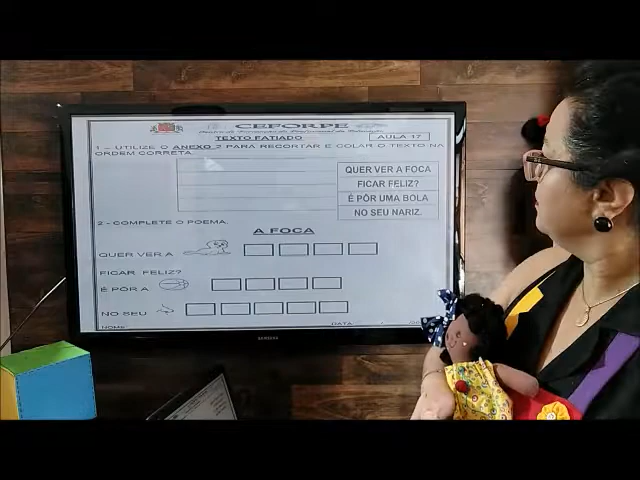 CEFORPE
TEXTO FATIADO
AULA 17
1 - UTILIZE O ANEXO 2 PARA RECORTAR E COLAR O TEXTO NA
ORDEM CORRETA.
QUER VER A FOCA
FICAR FELIZ?
É PÔR UMA BOLA
NO SEU NARIZ.
2 - COMPLETE O POEMA.
A FOCA
QUER VER A
FICAR FELIZ?
É PÔR A
NO SEU
NOME:
DATA
SAMSUNG